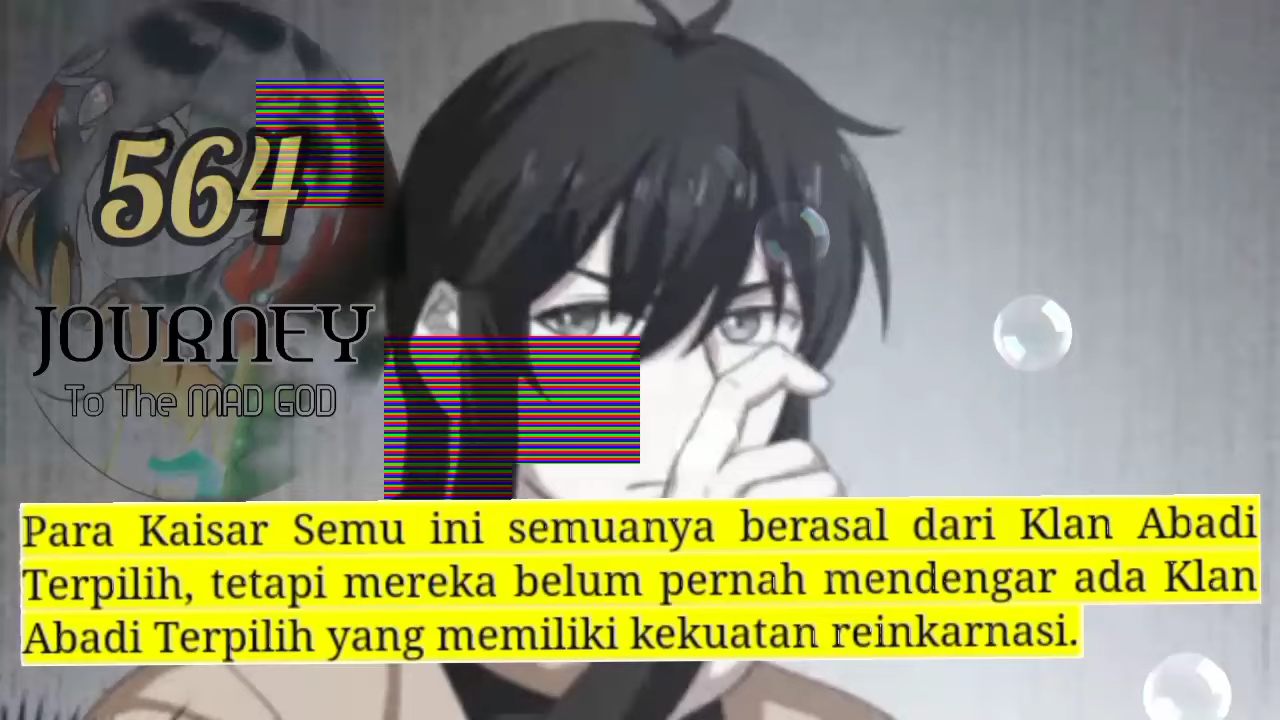 564
JOURNEY
To The MAD GOD
Para Kaisar Semu ini semuanya berasal dari Klan Abadi
Terpilih, tetapi mereka belum pernah mendengar ada Klan
Abadi Terpilih yang memiliki kekuatan reinkarnasi.